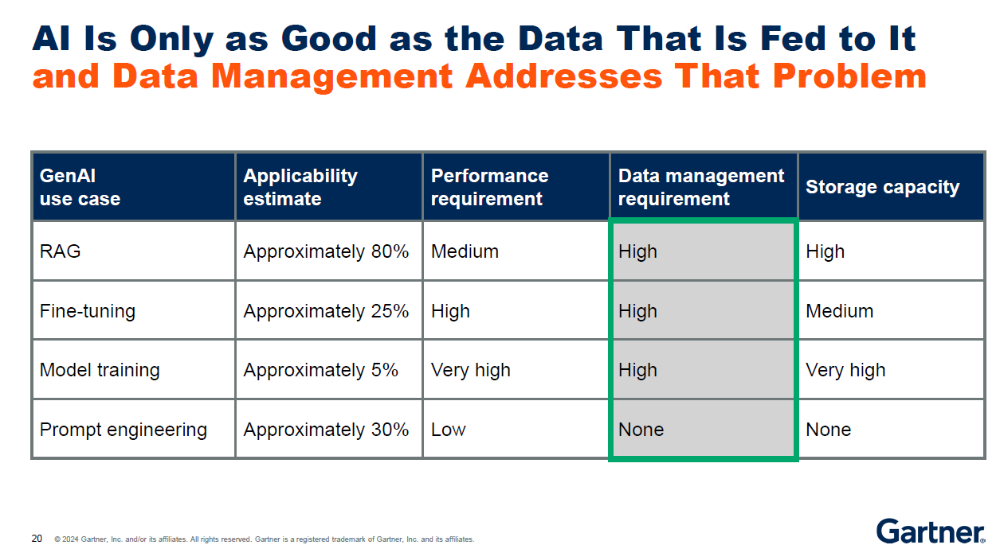 AI Is Only as Good as the Data That Is Fed to It
and Data Management Addresses That Problem
GenAI
use case
Applicability
estimate
Performance
requirement
Data management
requirement
Storage capacity
RAG
Approximately 80%
Medium
High
High
Fine-tuning
Approximately 25%
High
High
Medium
Model training
Approximately 5%
Very high
High
Very high
Prompt engineering
Approximately 30%
Low
None
None
20 © 2024 Gartner, Inc. and/or its affiliates. All rights reserved. Gartner is a registered trademark of Gartner, Inc. and its affiliates.
Gartner®